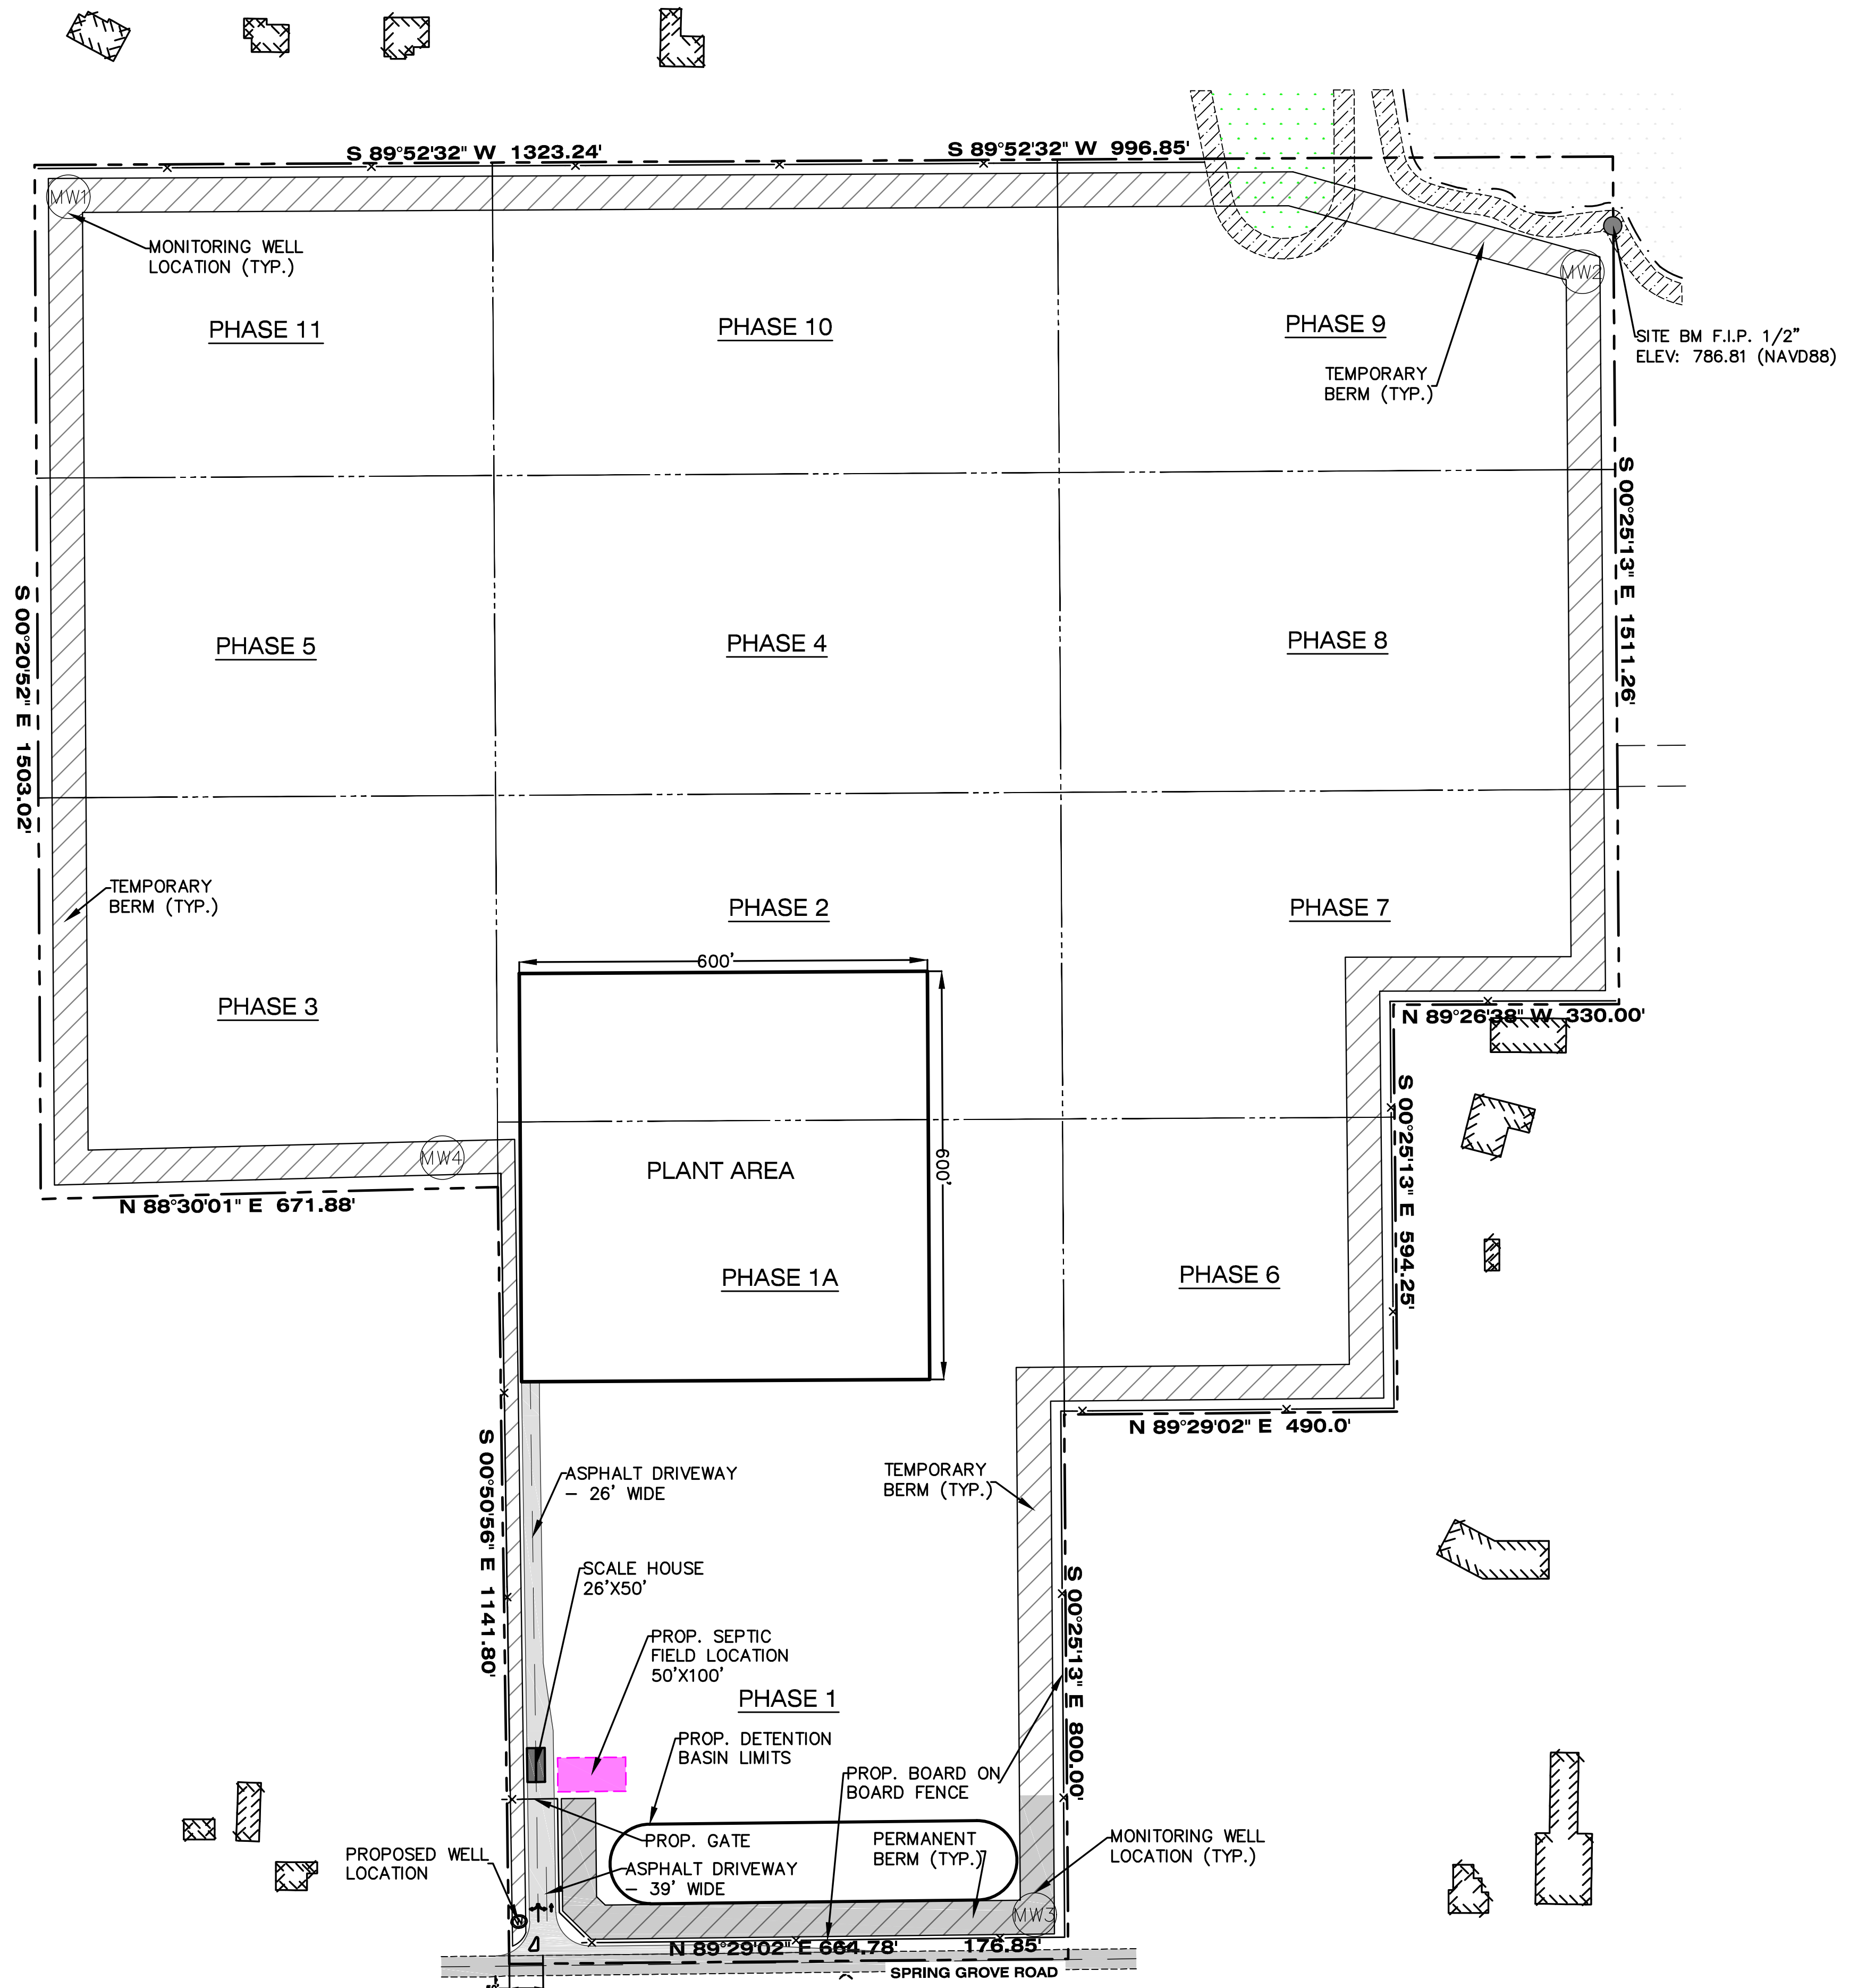 S 89°52'32" W  1323.24'
S 89°52'32" W  996.85'
MW1
MONITORING WELL
LOCATION (TYP.)
MW2
PHASE 11
PHASE 10
PHASE 9
SITE BM F.I.P. 1/2"
ELEV: 786.81 (NAVD88)
TEMPORARY
BERM (TYP.)
S 00°25'13" E  1511.26'
S 00°20'52" E  1503.02'
PHASE 5
PHASE 4
PHASE 8
TEMPORARY
BERM (TYP.)
PHASE 2
PHASE 7
600'
PHASE 3
N 89°26'38" W  330.00'
S 00°25'13" E  594.25'
MW4
PLANT AREA
600'
N 88°30'01" E  671.88'
PHASE 1A
PHASE 6
N 89°29'02" E  490.0'
S 00°50'56" E  1141.80'
ASPHALT DRIVEWAY
– 26' WIDE
TEMPORARY
BERM (TYP.)
SCALE HOUSE
26'X50'
S 00°25'13" E  800.00'
PROP. SEPTIC
FIELD LOCATION
50'X100'
PHASE 1
PROP. DETENTION
BASIN LIMITS
PROP. BOARD ON
BOARD FENCE
PROP. GATE
PERMANENT
BERM (TYP.)
MONITORING WELL
LOCATION (TYP.)
PROPOSED WELL
LOCATION
ASPHALT DRIVEWAY
– 39' WIDE
W
MW3
N 89°29'02" E 664.78'
176.85'
SPRING GROVE ROAD